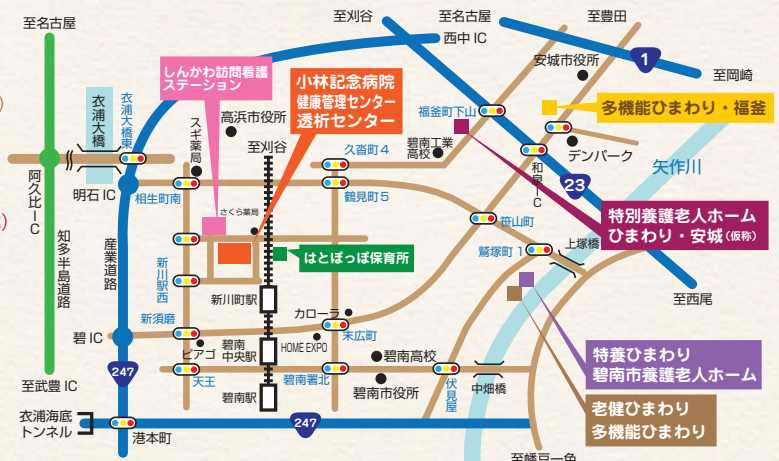 至名古屋
至刈谷
至名古屋
至豊田
西中 IC
安城市役所
1
至岡崎
しんかわ訪問看護
ステーション
小林記念病院
健康管理センター
透析センター
衣浦大橋
衣浦大橋東
高浜市役所
スギ薬局
至刈谷
福釜町下山
多機能ひまわり・福釜
碧南工業
高校
久沓町4
デンパーク
和泉IC
矢作川
阿久比IC
明石 IC
相生町南
鶴見町5
23
さくら薬局
笹山町
特別養護老人ホーム
ひまわり・安城(仮称)
知多半島道路
産業道路
はとぽっぽ保育所
鷲塚町 1
上塚橋
新川駅西
新川町駅
至西尾
カローラ
新須磨
碧 IC
ピアゴ
碧南
中央駅
HOME EXPO
末広町
特養ひまわり
碧南市養護老人ホーム
碧南高校
247
至武豊 IC
天王
碧南署北
碧南市役所
伏見屋
中畑橋
碧南駅
老健ひまわり
多機能ひまわり
衣浦海底
トンネル
港本町
247
至幡豆一色